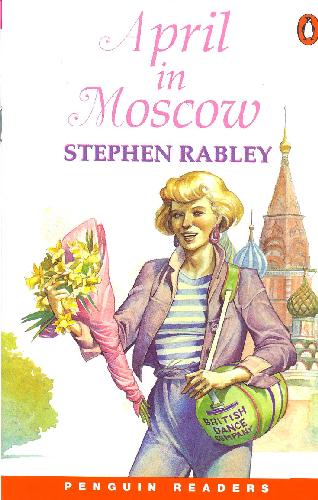 April
in
Moscow
STEPHEN RABLEY
BRITISH
DANCE
COMPANY
PENGUIN READERS